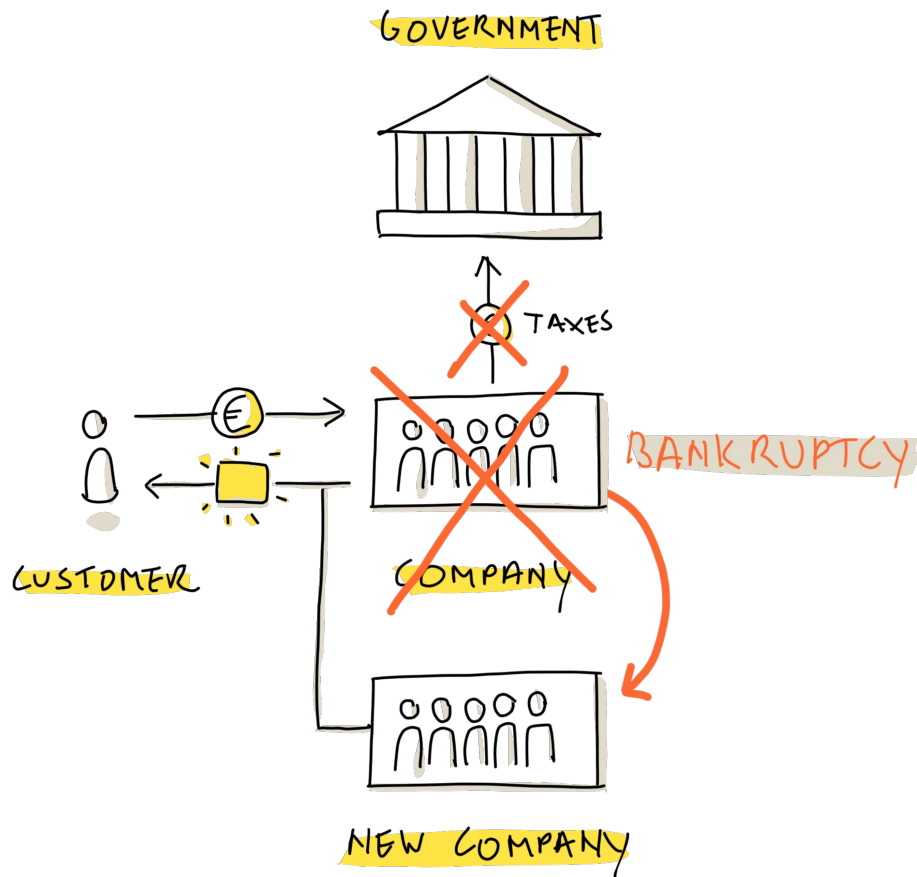 GOVERNMENT
TAXES
€
BANKRUPTCY
CUSTOMER
COMPANY
NEW COMPANY